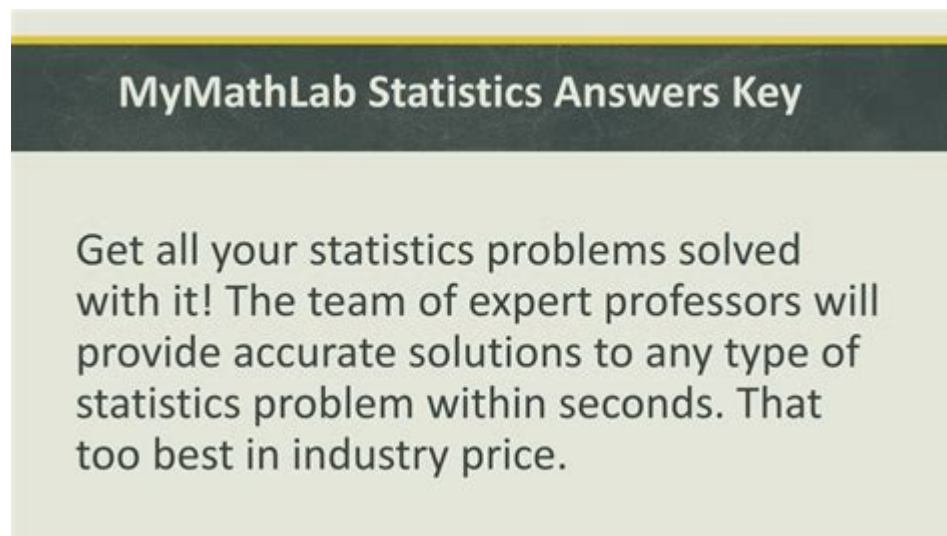 MyMathLab Statistics Answers Key
Get all your statistics problems solved
with it! The team of expert professors will
provide accurate solutions to any type of
statistics problem within seconds. That
too best in industry price.